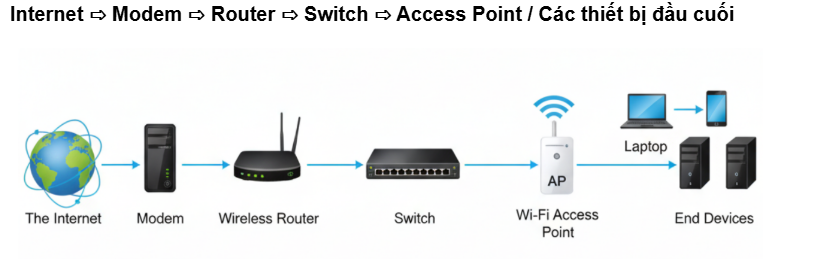 Internet ⇨ Modem ⇨ Router ⇨ Switch ⇨ Access Point / Các thiết bị đầu cuối
AP
Laptop
The Internet
Modem
Wireless Router
Switch
Wi-Fi Access
Point
End Devices